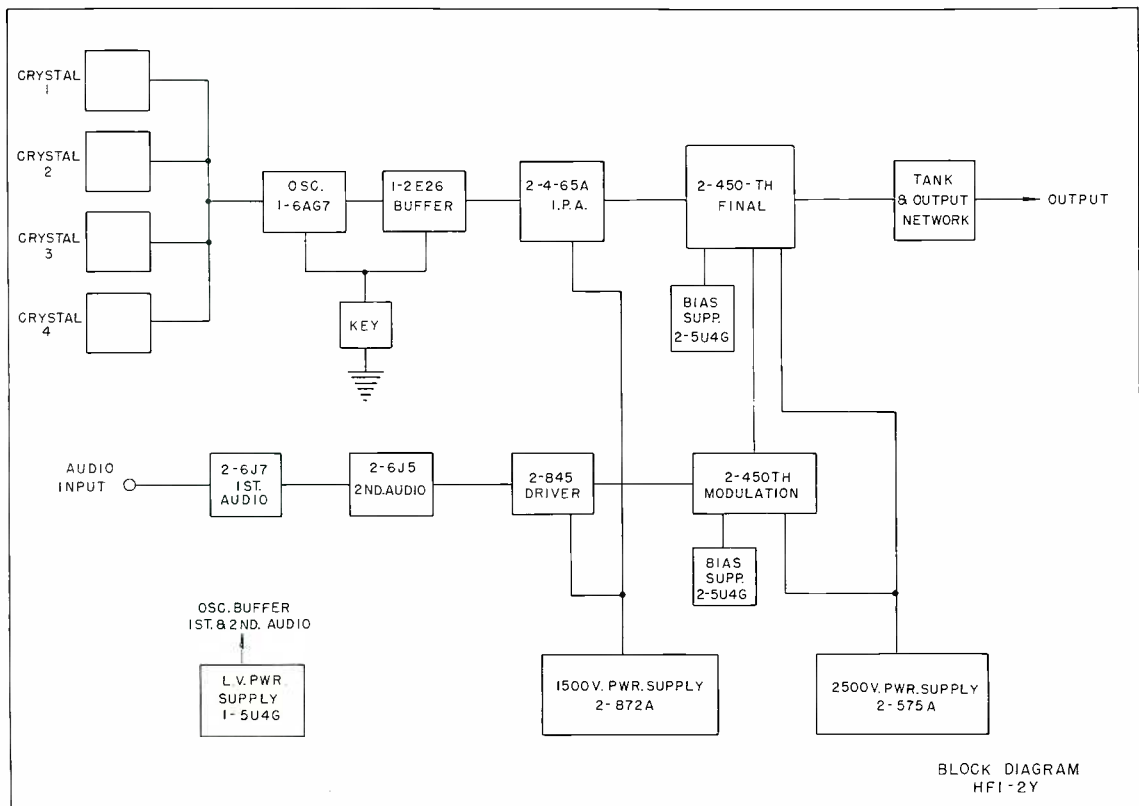 CRYSTAL
1
CRYSTAL
2
CRYSTAL
3
CRYSTAL
4
OSC.
1-6AG7
1-2E26
BUFFER
2-4-65A
I.P.A.
2-450-TH
FINAL
TANK
& OUTPUT
NETWORK
OUTPUT
KEY
BIAS
SUPP.
2-5U4G
AUDIO
INPUT
2-6J7
1ST.
AUDIO
2-6J5
2ND.AUDIO
2-845
DRIVER
2-450TH
MODULATION
BIAS
SUPP.
2-5U4G
OSC.BUFFER
1ST.&2ND. AUDIO
L.V.PWR.
SUPPLY
1-5U4G
1500V.PWR.SUPPLY
2-872A
2500V.PWR.SUPPLY
2-575A
BLOCK DIAGRAM
HF1-2Y